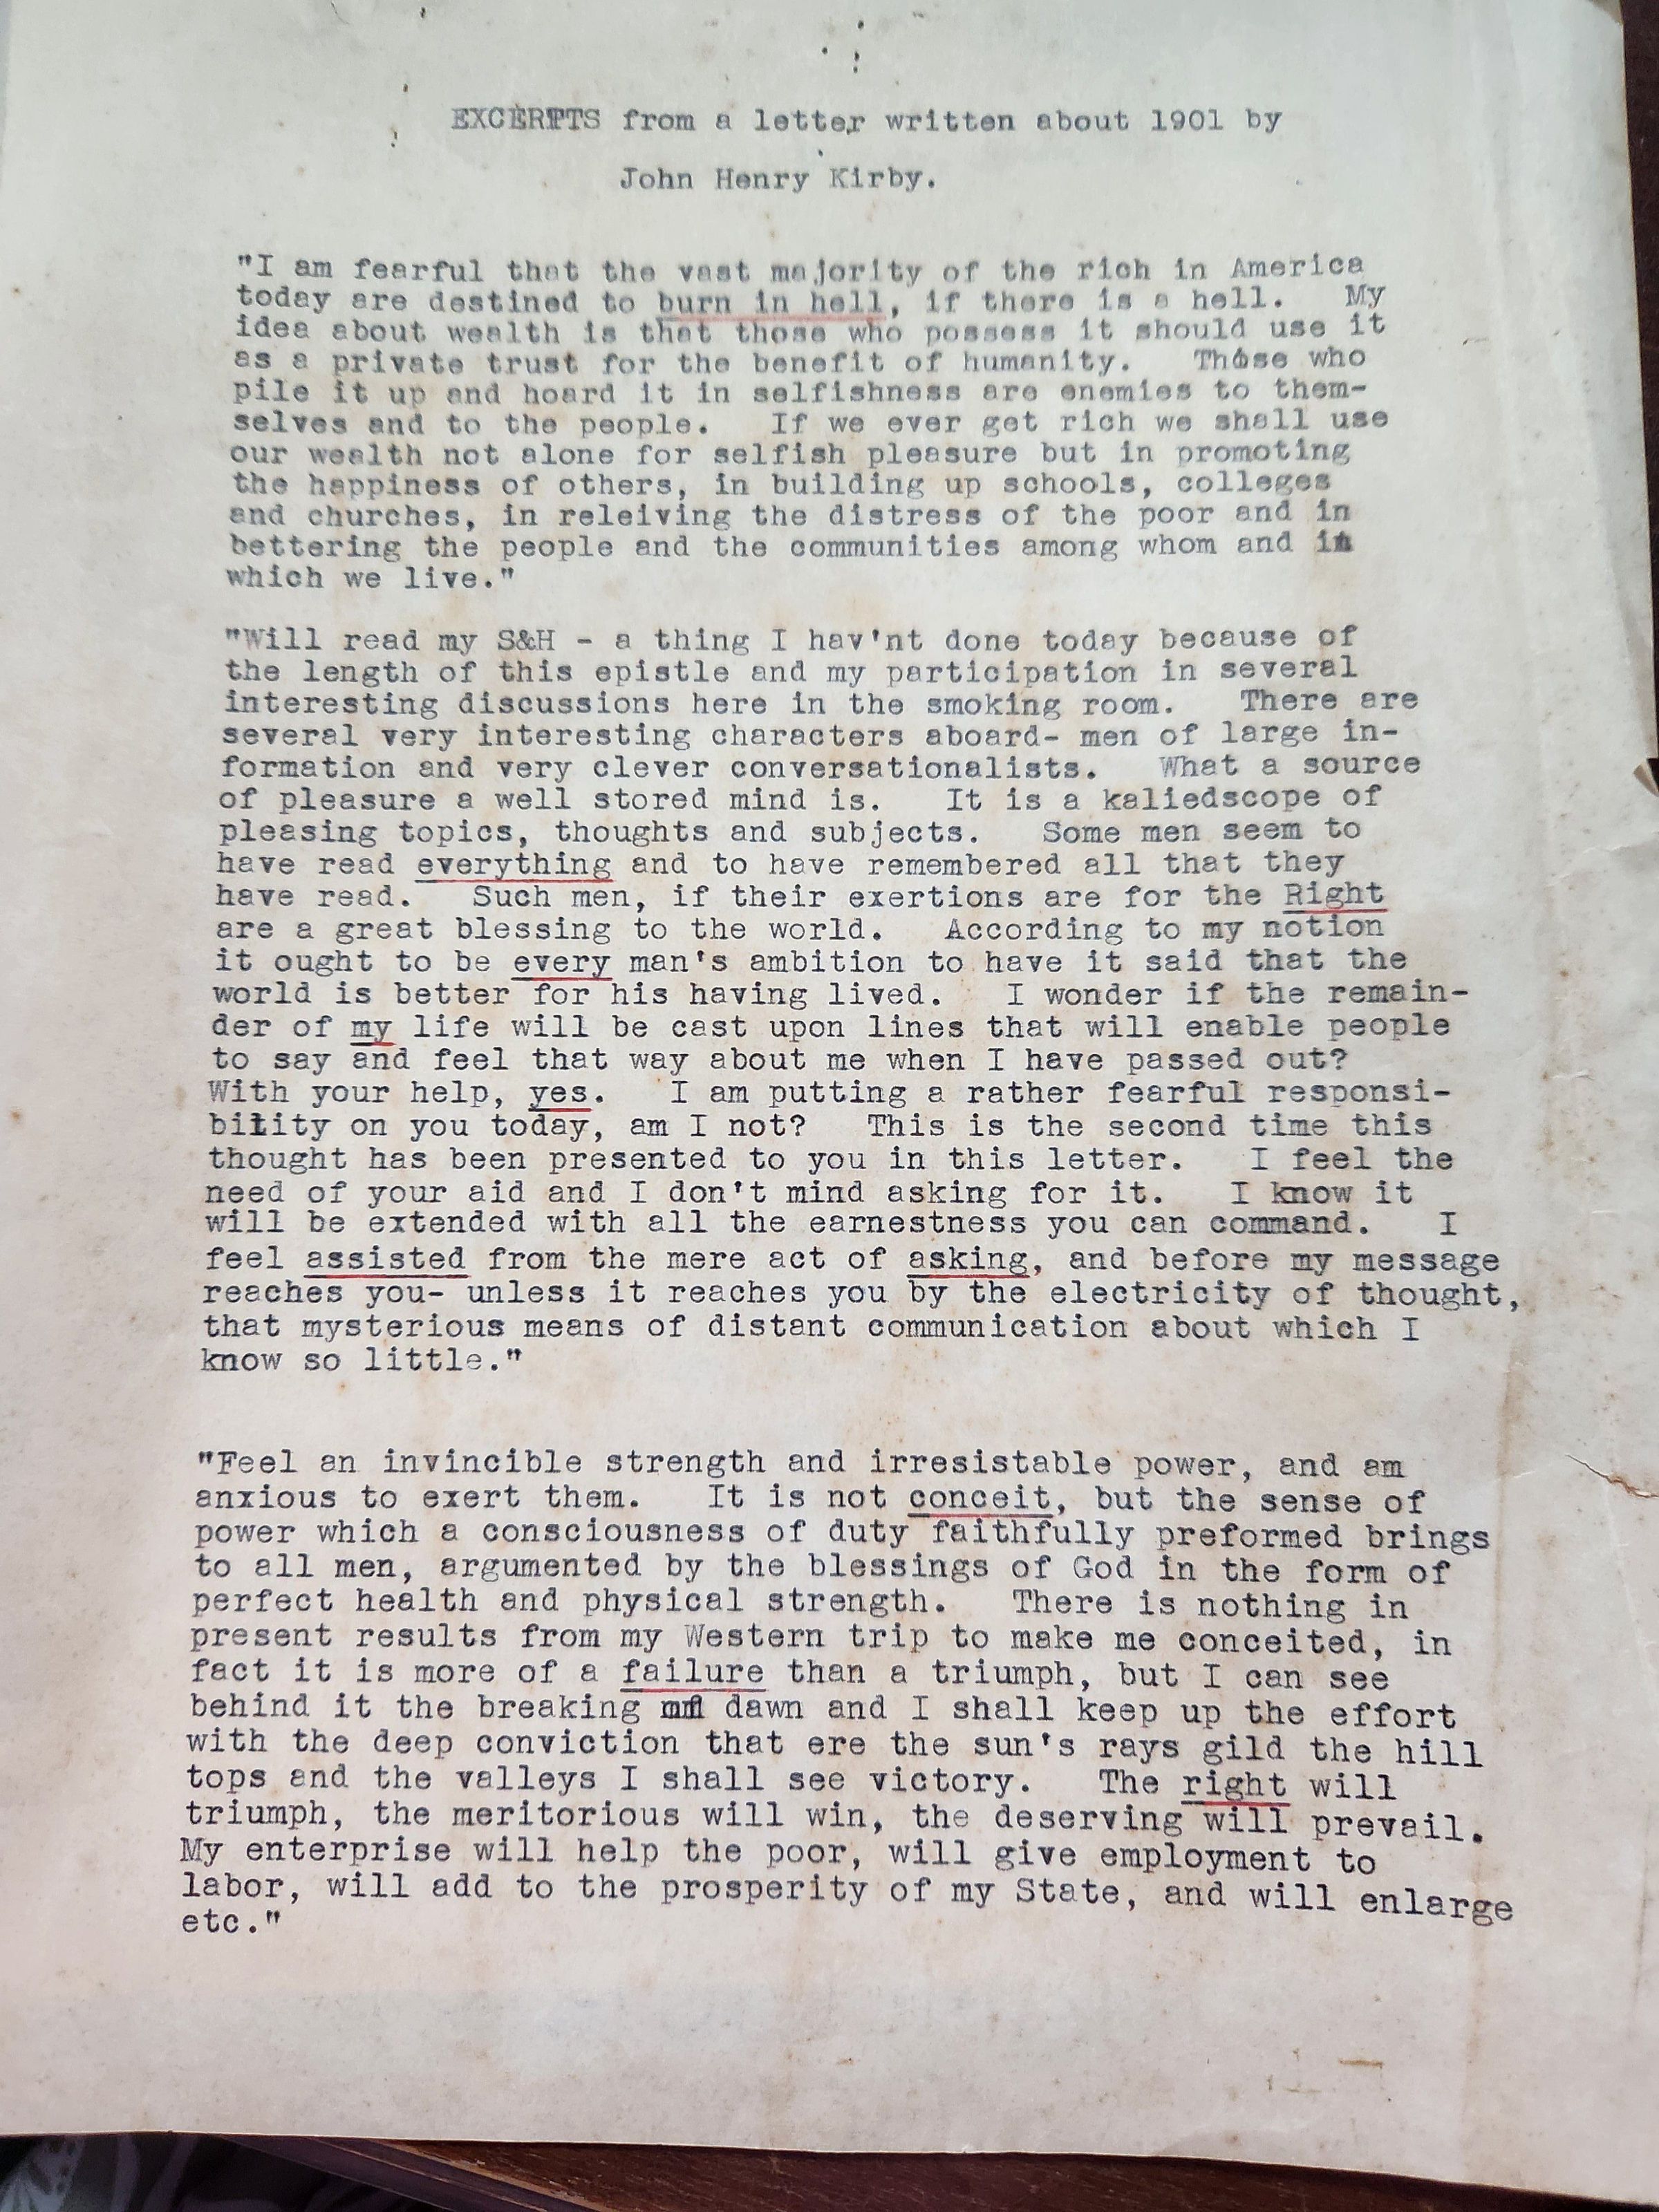 EXCERPTS from a letter written about 1901 by
John Henry Kirby.
"I am fearful that the vast majority of the rich in America
today are destined to burn in hell, if there is a hell.   My
idea about wealth is that those who possess it should use it
as a private trust for the benefit of humanity.   Those who
pile it up and hoard it in selfishness are enemies to them-
selves and to the people.   If we ever get rich we shall use
our wealth not alone for selfish pleasure but in promoting
the happiness of others, in building up schools, colleges
and churches, in releiving the distress of the poor and in
bettering the people and the communities among whom and in
which we live."
"Will read my S&H - a thing I hav'nt done today because of
the length of this epistle and my participation in several
interesting discussions here in the smoking room.   There are
several very interesting characters aboard- men of large in-
formation and very clever conversationalists.   What a source
of pleasure a well stored mind is.   It is a kaliedscope of
pleasing topics, thoughts and subjects.   Some men seem to
have read everything and to have remembered all that they
have read.   Such men, if their exertions are for the Right
are a great blessing to the world.   According to my notion
it ought to be every man's ambition to have it said that the
world is better for his having lived.   I wonder if the remain-
der of my life will be cast upon lines that will enable people
to say and feel that way about me when I have passed out?
With your help, yes.   I am putting a rather fearful responsi-
bility on you today, am I not?   This is the second time this
thought has been presented to you in this letter.   I feel the
need of your aid and I don't mind asking for it.   I know it
will be extended with all the earnestness you can command.   I
feel assisted from the mere act of asking, and before my message
reaches you- unless it reaches you by the electricity of thought,
that mysterious means of distant communication about which I
know so little."
"Feel an invincible strength and irresistable power, and am
anxious to exert them.   It is not conceit, but the sense of
power which a consciousness of duty faithfully preformed brings
to all men, argumented by the blessings of God in the form of
perfect health and physical strength.   There is nothing in
present results from my Western trip to make me conceited, in
fact it is more of a failure than a triumph, but I can see
behind it the breaking dawn and I shall keep up the effort
with the deep conviction that ere the sun's rays gild the hill
tops and the valleys I shall see victory.   The right will
triumph, the meritorious will win, the deserving will prevail.
My enterprise will help the poor, will give employment to
labor, will add to the prosperity of my State, and will enlarge
etc."